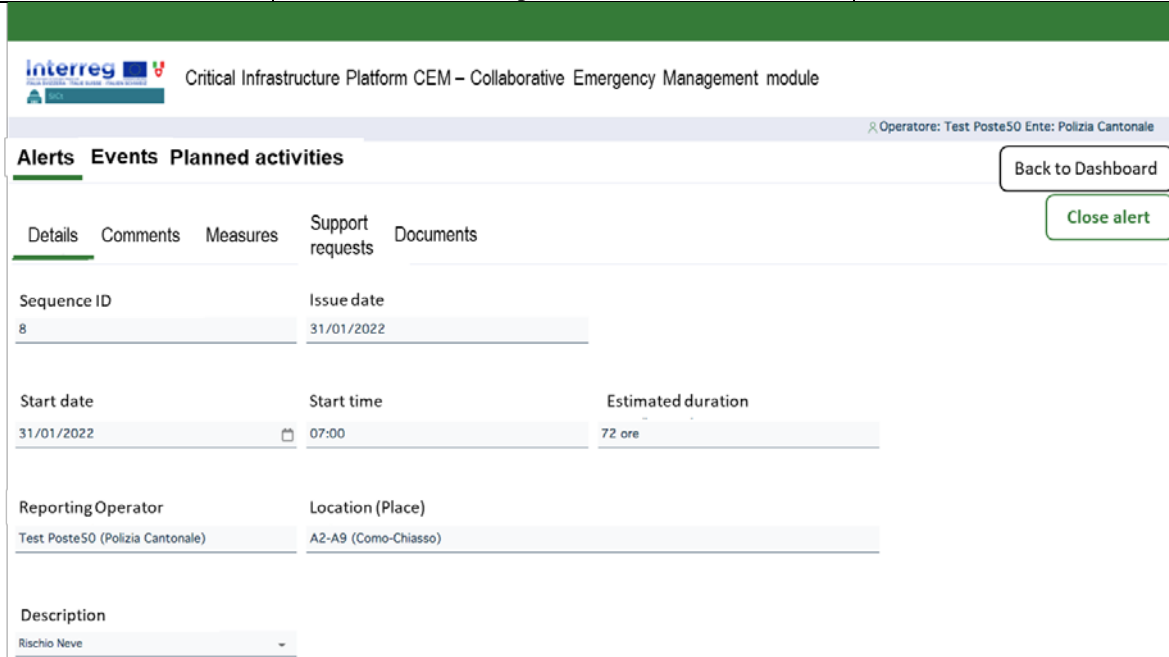 Interreg
Critical Infrastructure Platform CEM – Collaborative Emergency Management module
SICt
Operatore: Test Poste50 Ente: Polizia Cantonale
Alerts Events Planned activities
Back to Dashboard
Close alert
Details Comments Measures Support requests Documents
Sequence ID Issue date
8 31/01/2022
Start date Start time Estimated duration
31/01/2022 07:00 72 ore
Reporting Operator Location (Place)
Test Poste50 (Polizia Cantonale) A2-A9 (Como-Chiasso)
Description
Rischio Neve